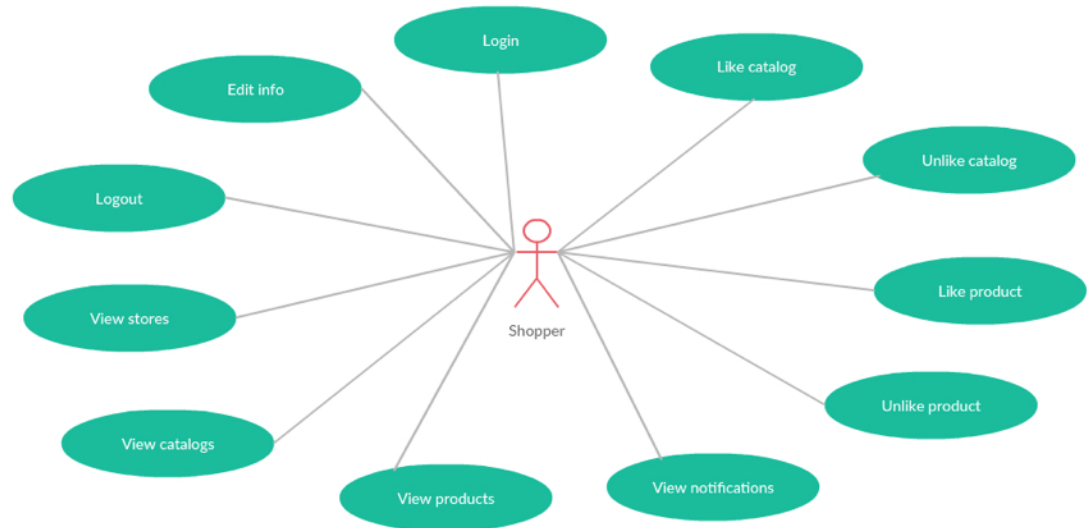 Login
Like catalog
Edit info
Unlike catalog
Logout
Like product
View stores
Shopper
Unlike product
View catalogs
View notifications
View products